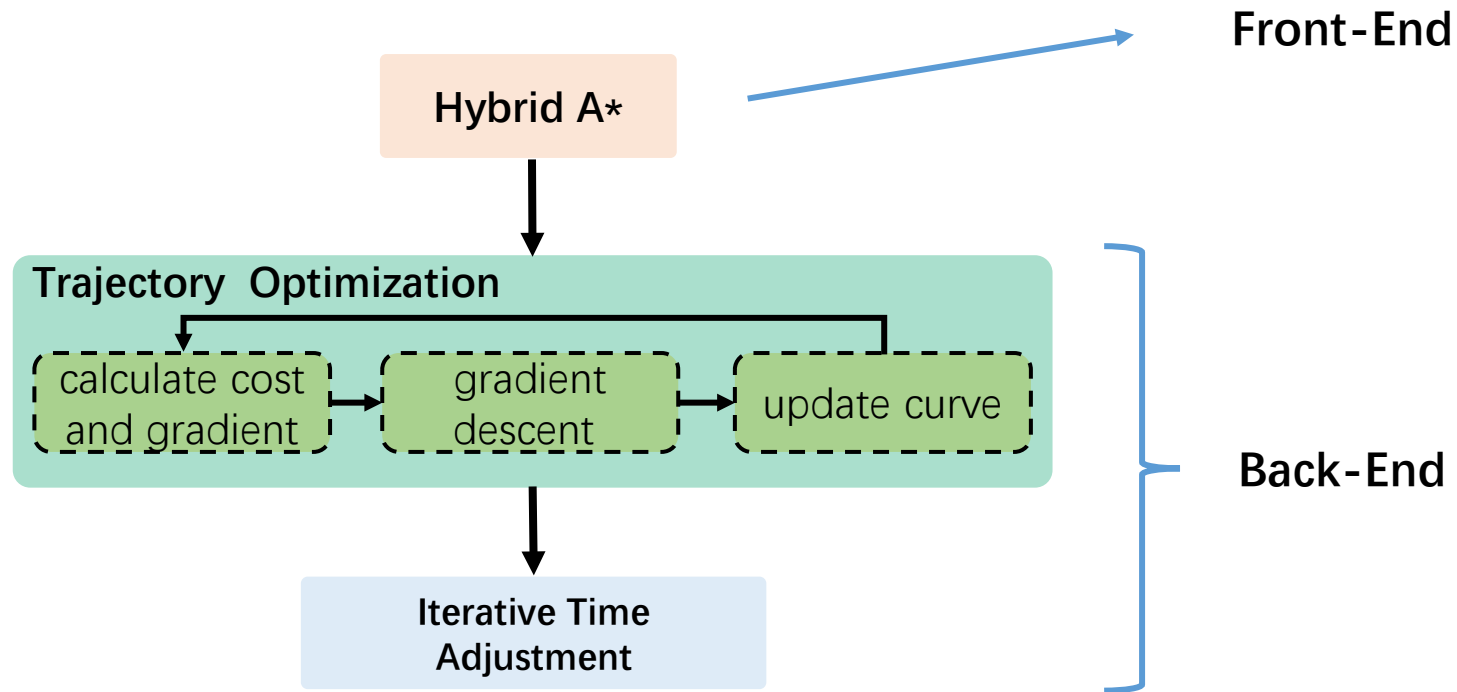 Front-End
Hybrid A*
Trajectory Optimization
calculate cost
and gradient
gradient
descent
update curve
Back-End
Iterative Time
Adjustment